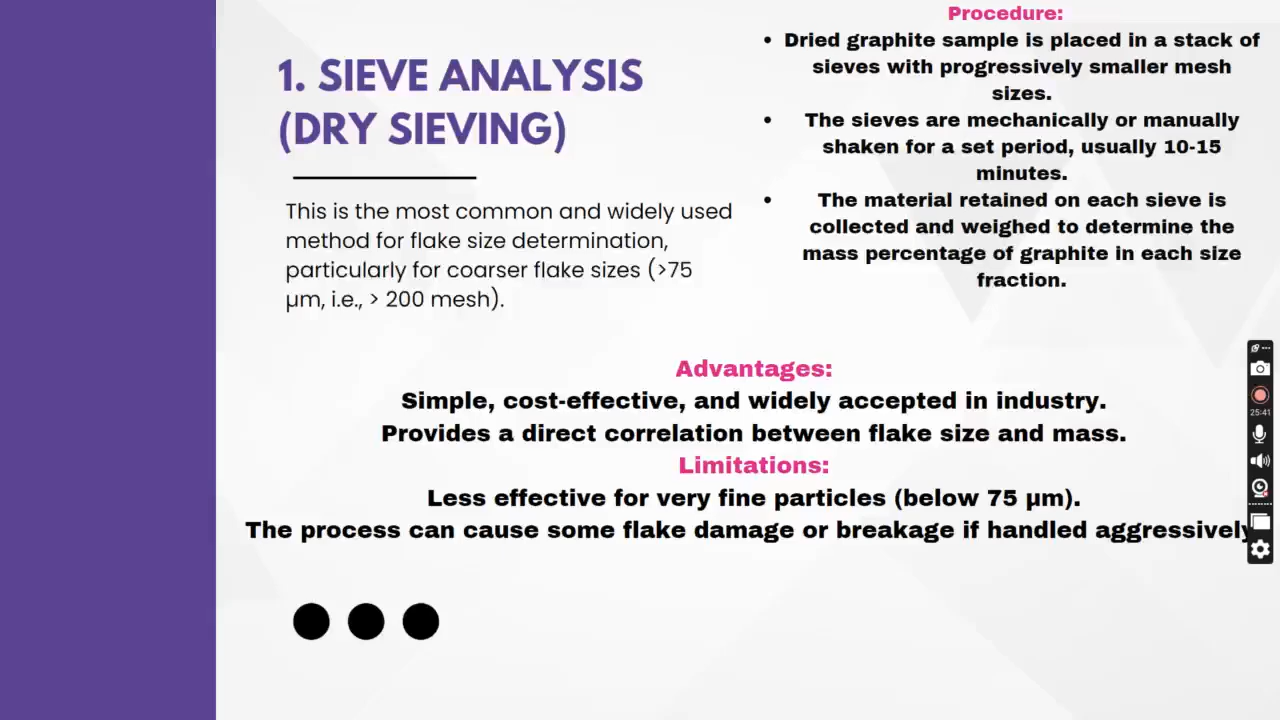 1. SIEVE ANALYSIS
(DRY SIEVING)
This is the most common and widely used
method for flake size determination,
particularly for coarser flake sizes (>75
µm, i.e., > 200 mesh).
Procedure:
• Dried graphite sample is placed in a stack of
sieves with progressively smaller mesh
sizes.
• The sieves are mechanically or manually
shaken for a set period, usually 10-15
minutes.
• The material retained on each sieve is
collected and weighed to determine the
mass percentage of graphite in each size
fraction.
Advantages:
Simple, cost-effective, and widely accepted in industry.
Provides a direct correlation between flake size and mass.
Limitations:
Less effective for very fine particles (below 75 µm).
The process can cause some flake damage or breakage if handled aggressively
25:41